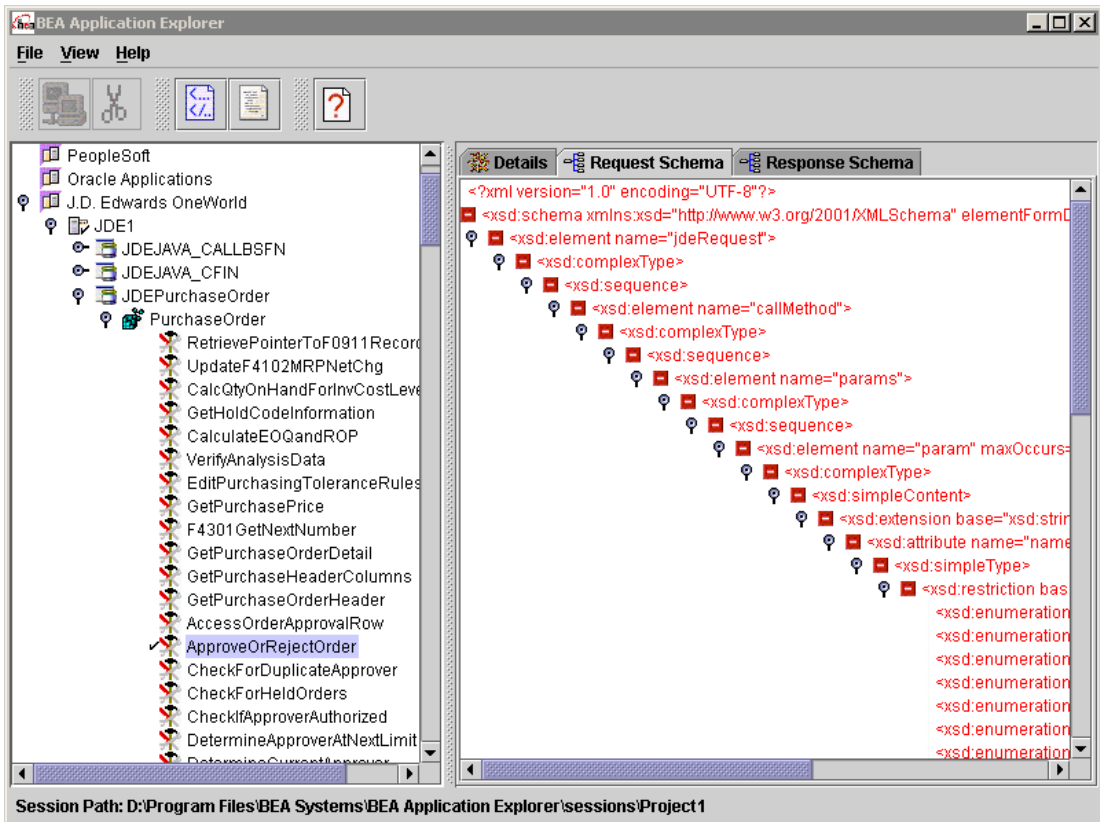 BEA Application Explorer
File View Help
PeopleSoft
Oracle Applications
J.D. Edwards OneWorld
JDE1
JDEJAVA_CALLBSFN
JDEJAVA_CFIN
JDEPurchaseOrder
PurchaseOrder
RetrievePointerToF0911Record
UpdateF4102MRPNetChg
CalcQtyOnHandForInvCostLeve
GetHoldCodeInformation
CalculateEOQandROP
VerifyAnalysisData
EditPurchasingToleranceRules
GetPurchasePrice
F4301GetNextNumber
GetPurchaseOrderDetail
GetPurchaseHeaderColumns
GetPurchaseOrderHeader
AccessOrderApprovalRow
ApproveOrRejectOrder
CheckForDuplicateApprover
CheckForHeldOrders
CheckIfApproverAuthorized
DetermineApproverAtNextLimit
DetermineCurrentApprover
Details Request Schema Response Schema
<?xml version="1.0" encoding="UTF-8"?>
<xsd:schema xmlns:xsd="http://www.w3.org/2001/XMLSchema" elementFormD
<xsd:element name="jdeRequest">
<xsd:complexType>
<xsd:sequence>
<xsd:element name="callMethod">
<xsd:complexType>
<xsd:sequence>
<xsd:element name="params">
<xsd:complexType>
<xsd:sequence>
<xsd:element name="param" maxOccurs=
<xsd:complexType>
<xsd:simpleContent>
<xsd:extension base="xsd:strin
<xsd:attribute name="name
<xsd:simpleType>
<xsd:restriction bas
<xsd:enumeration
<xsd:enumeration
<xsd:enumeration
<xsd:enumeration
<xsd:enumeration
<xsd:enumeration
<xsd:enumeration
Session Path: D:\Program Files\BEA Systems\BEA Application Explorer\sessions\Project1